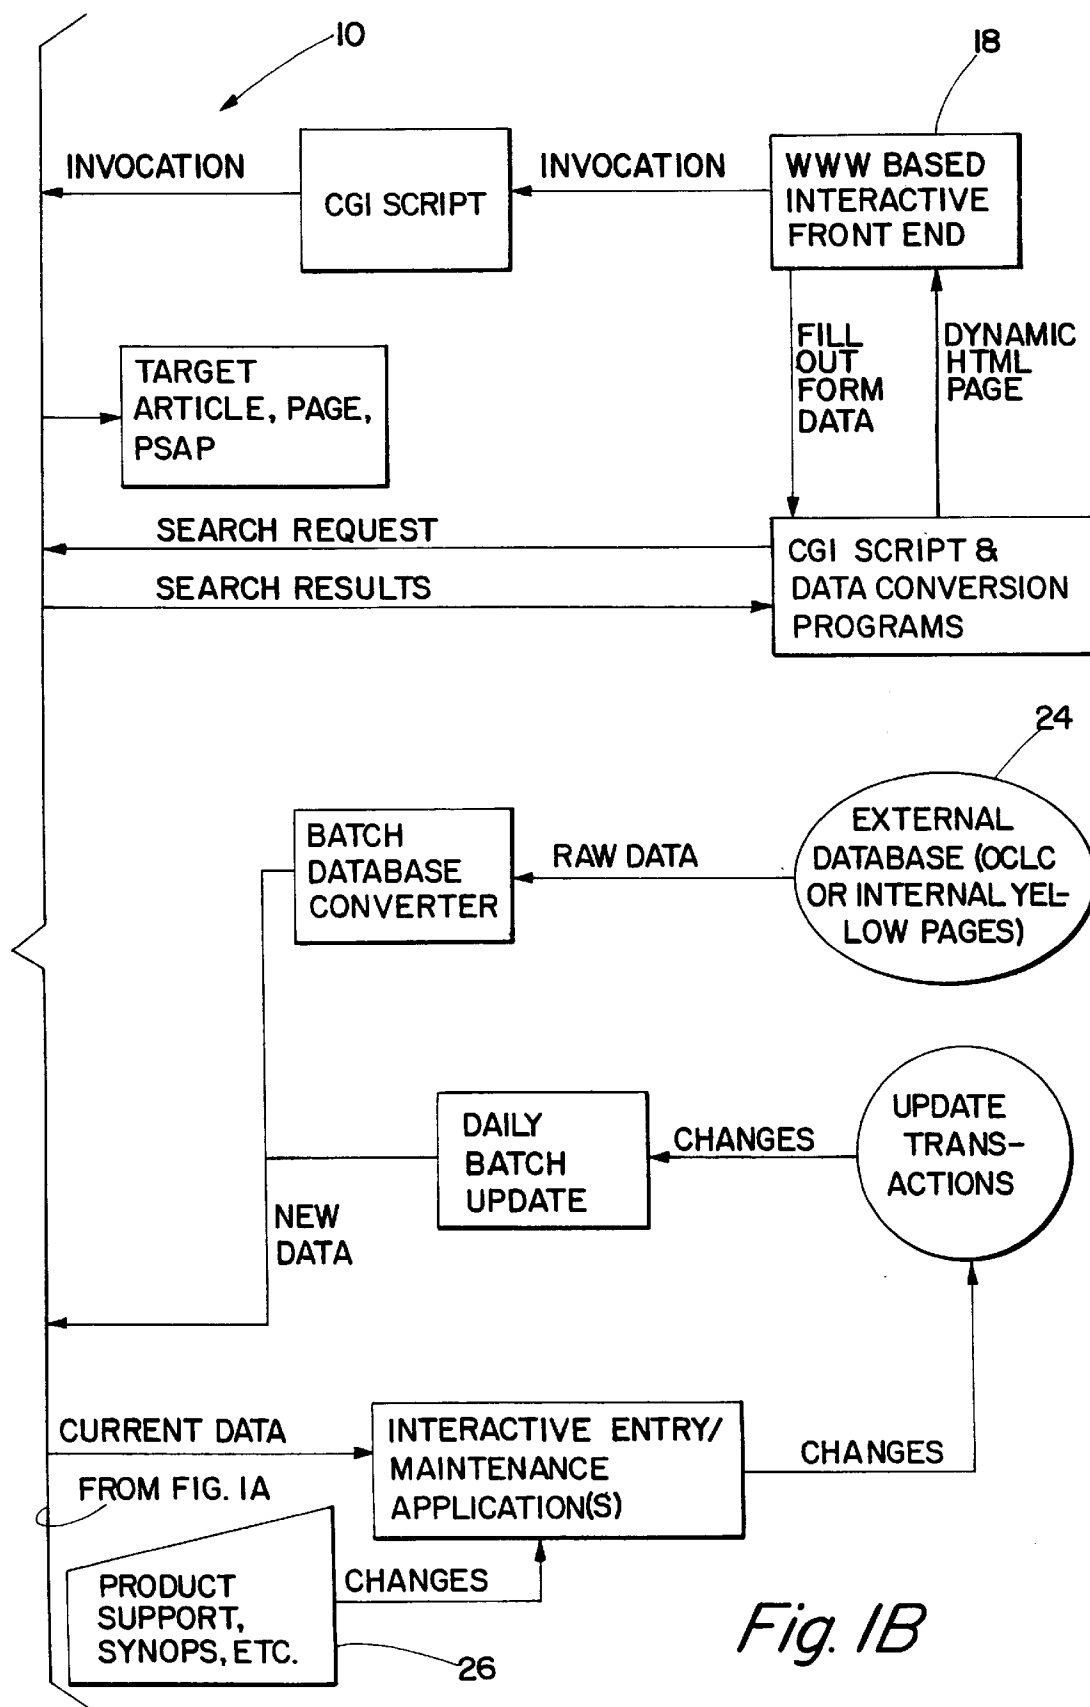 10
18
INVOCATION
CGI SCRIPT
INVOCATION
WWW BASED
INTERACTIVE
FRONT END
TARGET
ARTICLE, PAGE,
PSAP
FILL
OUT
FORM
DATA
DYNAMIC
HTML
PAGE
SEARCH REQUEST
SEARCH RESULTS
CGI SCRIPT &
DATA CONVERSION
PROGRAMS
24
BATCH
DATABASE
CONVERTER
RAW DATA
EXTERNAL
DATABASE (OCLC
OR INTERNAL YEL-
LOW PAGES)
DAILY
BATCH
UPDATE
CHANGES
UPDATE
TRANS-
ACTIONS
NEW
DATA
CURRENT DATA
INTERACTIVE ENTRY/
MAINTENANCE
APPLICATION(S)
CHANGES
FROM FIG. 1A
PRODUCT
SUPPORT,
SYNOPS, ETC.
CHANGES
26
Fig. 1B